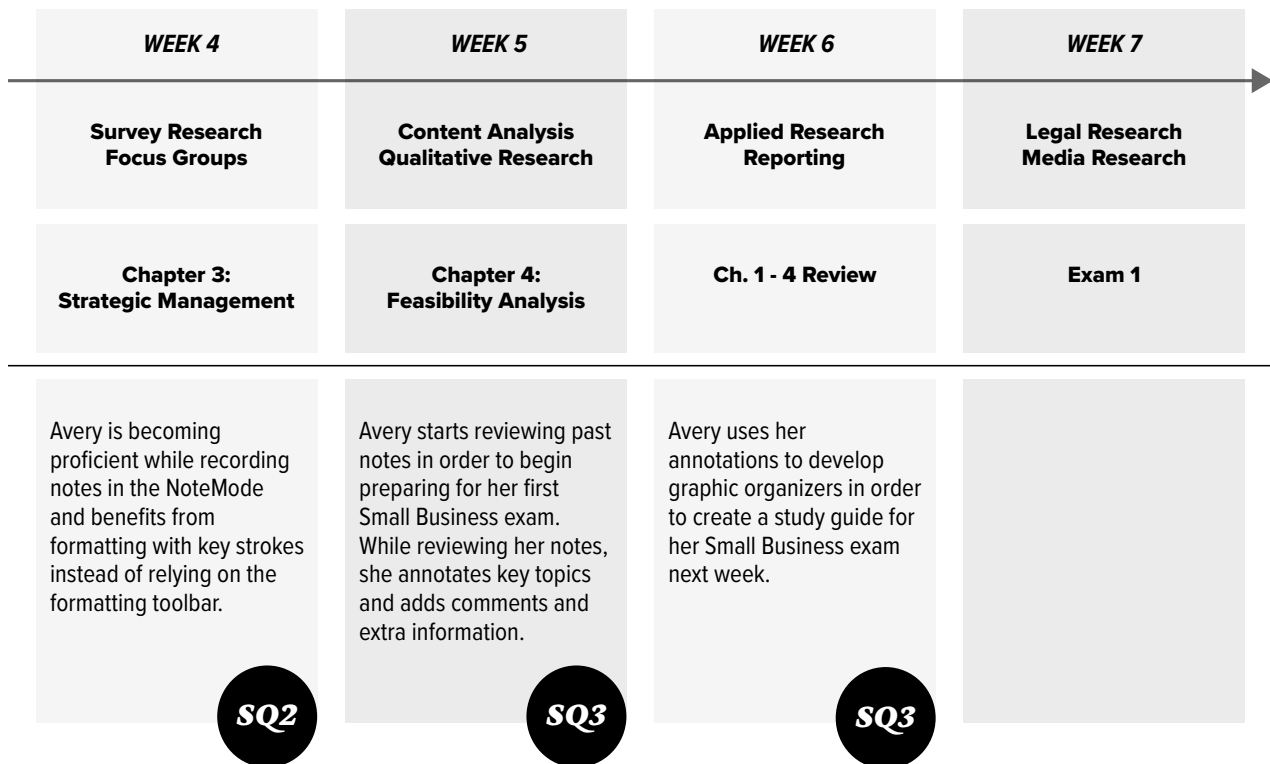 WEEK 4
WEEK 5
WEEK 6
WEEK 7
Survey Research
Focus Groups
Content Analysis
Qualitative Research
Applied Research
Reporting
Legal Research
Media Research
Chapter 3:
Strategic Management
Chapter 4:
Feasibility Analysis
Ch. 1 - 4 Review
Exam 1
Avery is becoming
proficient while recording
notes in the NoteMode
and benefits from
formatting with key strokes
instead of relying on the
formatting toolbar.
SQ2
Avery starts reviewing past
notes in order to begin
preparing for her first
Small Business exam.
While reviewing her notes,
she annotates key topics
and adds comments and
extra information.
SQ3
Avery uses her
annotations to develop
graphic organizers in order
to create a study guide for
her Small Business exam
next week.
SQ3